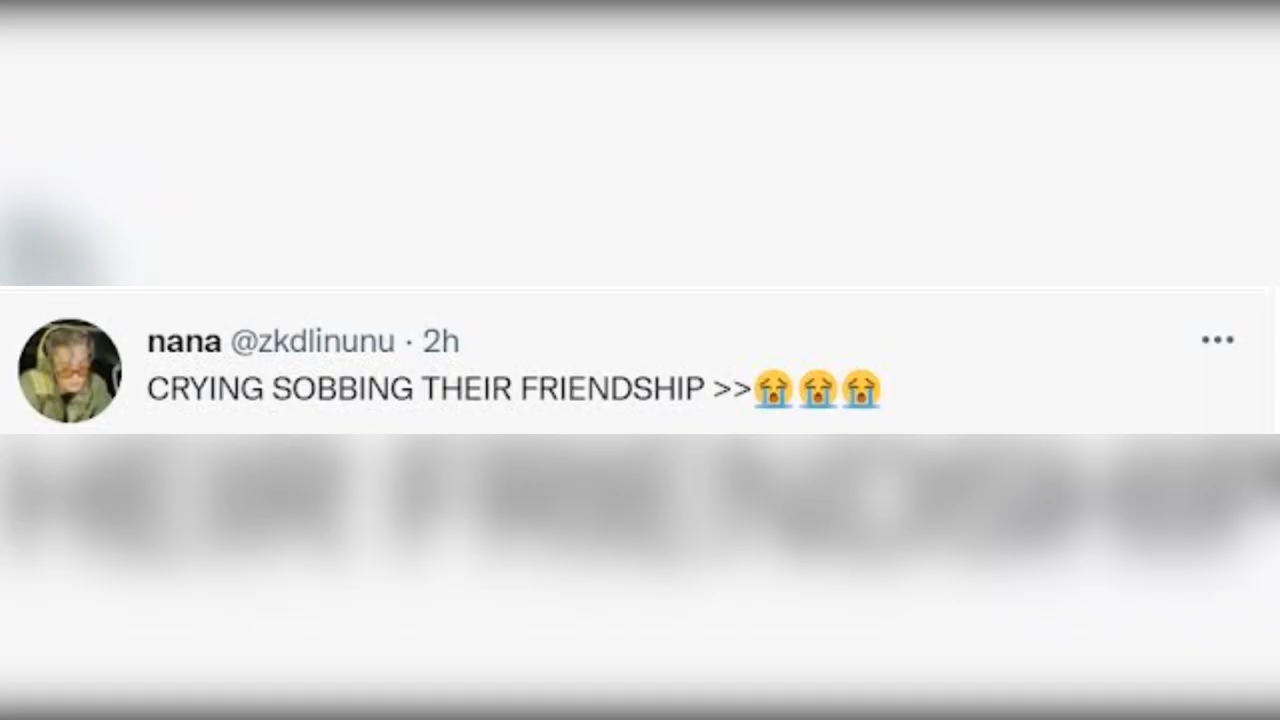 nana @zkdlinunu · 2h
CRYING SOBBING THEIR FRIENDSHIP >>😭😭😭